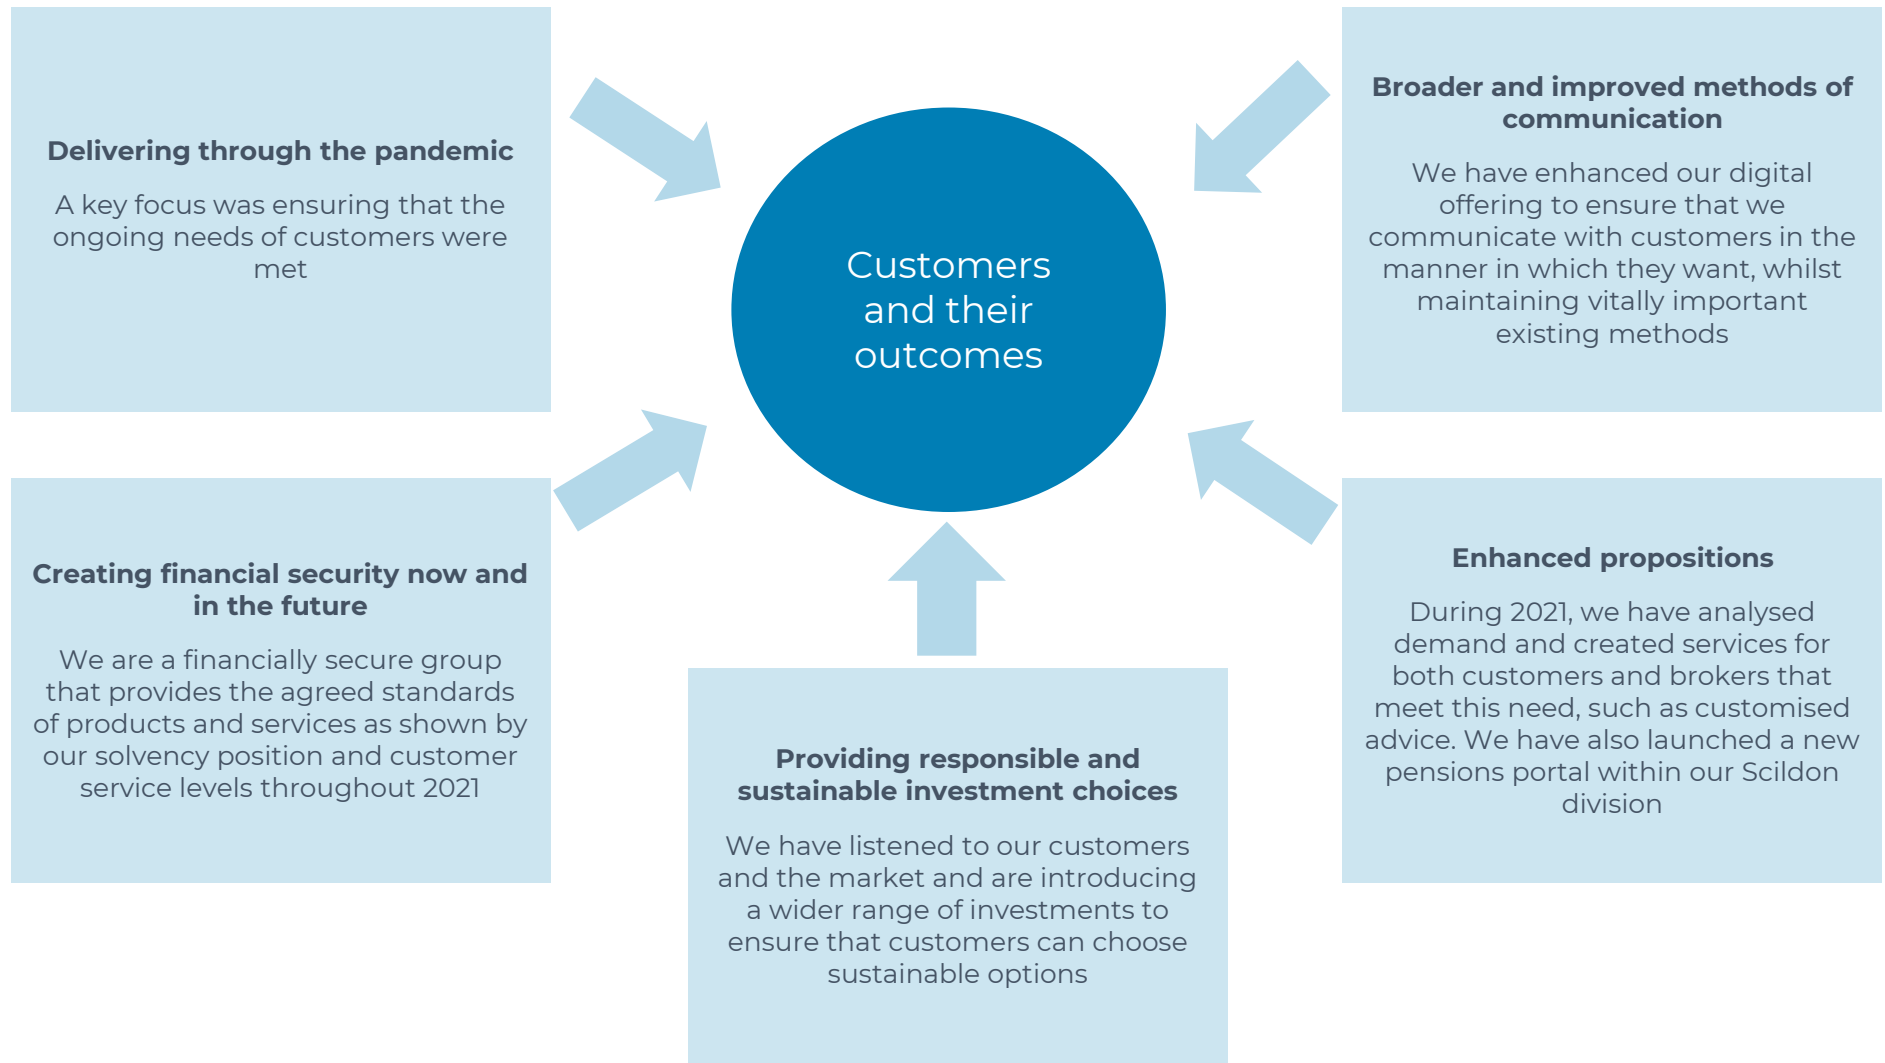 Delivering through the pandemic
A key focus was ensuring that the
ongoing needs of customers were
met
Customers
and their
outcomes
Broader and improved methods of
communication
We have enhanced our digital
offering to ensure that we
communicate with customers in the
manner in which they want, whilst
maintaining vitally important
existing methods
Creating financial security now and
in the future
We are a financially secure group
that provides the agreed standards
of products and services as shown by
our solvency position and customer
service levels throughout 2021
Providing responsible and
sustainable investment choices
We have listened to our customers
and the market and are introducing
a wider range of investments to
ensure that customers can choose
sustainable options
Enhanced propositions
During 2021, we have analysed
demand and created services for
both customers and brokers that
meet this need, such as customised
advice. We have also launched a new
pensions portal within our Scildon
division